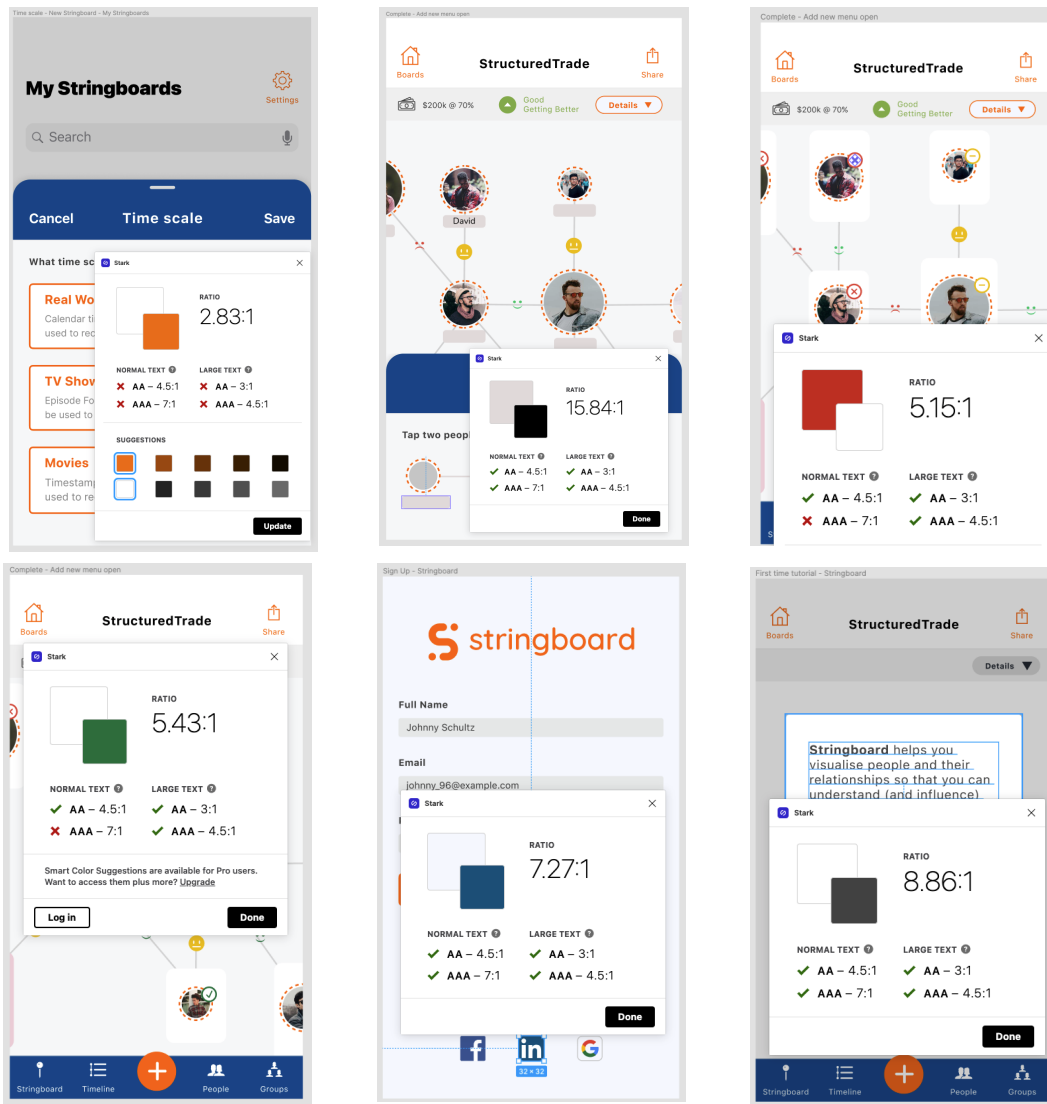 Time scale - New Stringboard - My Stringboards
My Stringboards
Settings
Search
Cancel
Time scale
Save
What time sc
Real Wo
Calendar ti
used to rec
TV Show
Episode Fo
be used to
Movies
Timestamp
used to re
Stark
RATIO
2.83:1
NORMAL TEXT
LARGE TEXT
AA – 4.5:1
AA – 3:1
AAA – 7:1
AAA – 4.5:1
SUGGESTIONS
Update
Complete - Add new menu open
Boards
StructuredTrade
Share
$200k @ 70%
Good
Getting Better
Details ▼
David
Tap two peopl
Stark
RATIO
15.84:1
NORMAL TEXT
LARGE TEXT
AA – 4.5:1
AA – 3:1
AAA – 7:1
AAA – 4.5:1
Done
Complete - Add new menu open
Boards
StructuredTrade
Share
$200k @ 70%
Good
Getting Better
Details ▼
Stark
RATIO
5.15:1
NORMAL TEXT
LARGE TEXT
AA – 4.5:1
AA – 3:1
AAA – 7:1
AAA – 4.5:1
S
Complete - Add new menu open
Boards
StructuredTrade
Share
Stark
RATIO
5.43:1
NORMAL TEXT
LARGE TEXT
AA – 4.5:1
AA – 3:1
AAA – 7:1
AAA – 4.5:1
Smart Color Suggestions are available for Pro users.
Want to access them plus more? Upgrade
Log in
Done
Stringboard
Timeline
People
Groups
Sign Up - Stringboard
stringboard
Full Name
Johnny Schultz
Email
johnny_96@example.com
Stark
RATIO
7.27:1
NORMAL TEXT
LARGE TEXT
AA – 4.5:1
AA – 3:1
AAA – 7:1
AAA – 4.5:1
Done
f
in
G
32 × 32
First time tutorial - Stringboard
Boards
StructuredTrade
Share
Details ▼
Stringboard helps you
visualise people and their
relationships so that you can
understand (and influence)
Stark
RATIO
8.86:1
NORMAL TEXT
LARGE TEXT
AA – 4.5:1
AA – 3:1
AAA – 7:1
AAA – 4.5:1
Done
Stringboard
Timeline
People
Groups